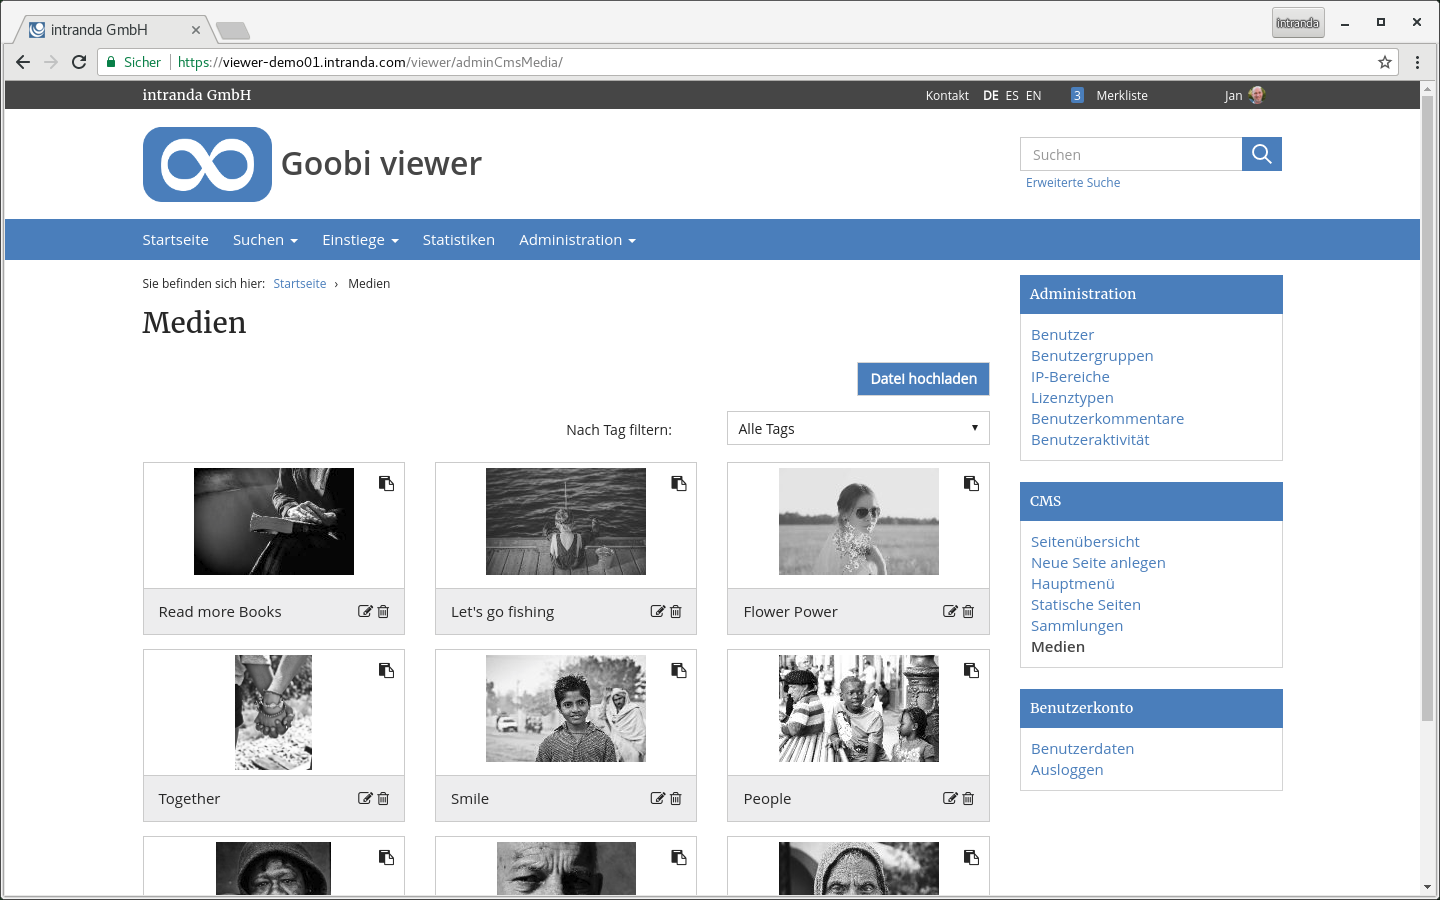 intranda GmbH
intranda
Sicher https://viewer-demo01.intranda.com/viewer/adminCmsMedia/
intranda GmbH
Kontakt DE ES EN 3 Merkliste Jan
Goobi viewer
Suchen
Erweiterte Suche
Startseite Suchen Einstiege Statistiken Administration
Sie befinden sich hier: Startseite › Medien
Medien
Datei hochladen
Nach Tag filtern: Alle Tags
Read more Books
Let's go fishing
Flower Power
Together
Smile
People
Administration
Benutzer
Benutzergruppen
IP-Bereiche
Lizenztypen
Benutzerkommentare
Benutzeraktivität
CMS
Seitenübersicht
Neue Seite anlegen
Hauptmenü
Statische Seiten
Sammlungen
Medien
Benutzerkonto
Benutzerdaten
Ausloggen